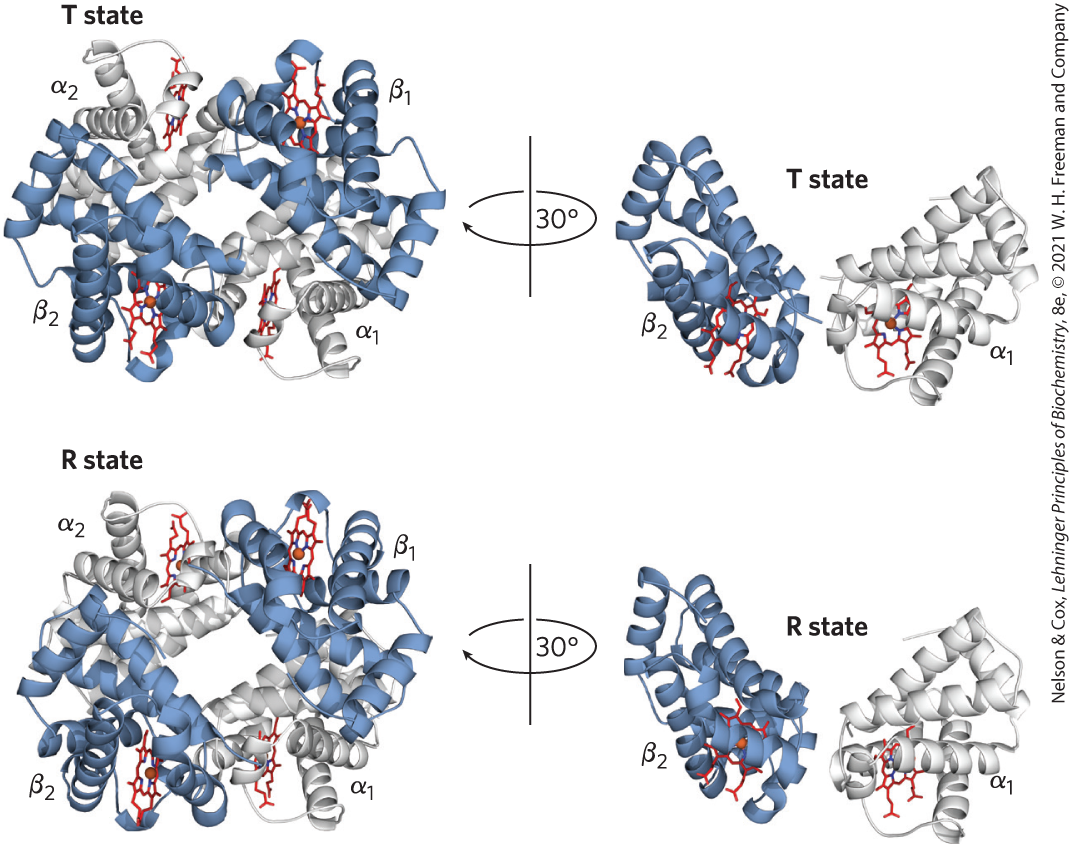 T state
α2
β1
β2
α1
30°
T state
β2
α1
R state
α2
β1
β2
α1
30°
R state
β2
α1
Nelson & Cox, Lehninger Principles of Biochemistry, 8e, © 2021 W. H. Freeman and Company